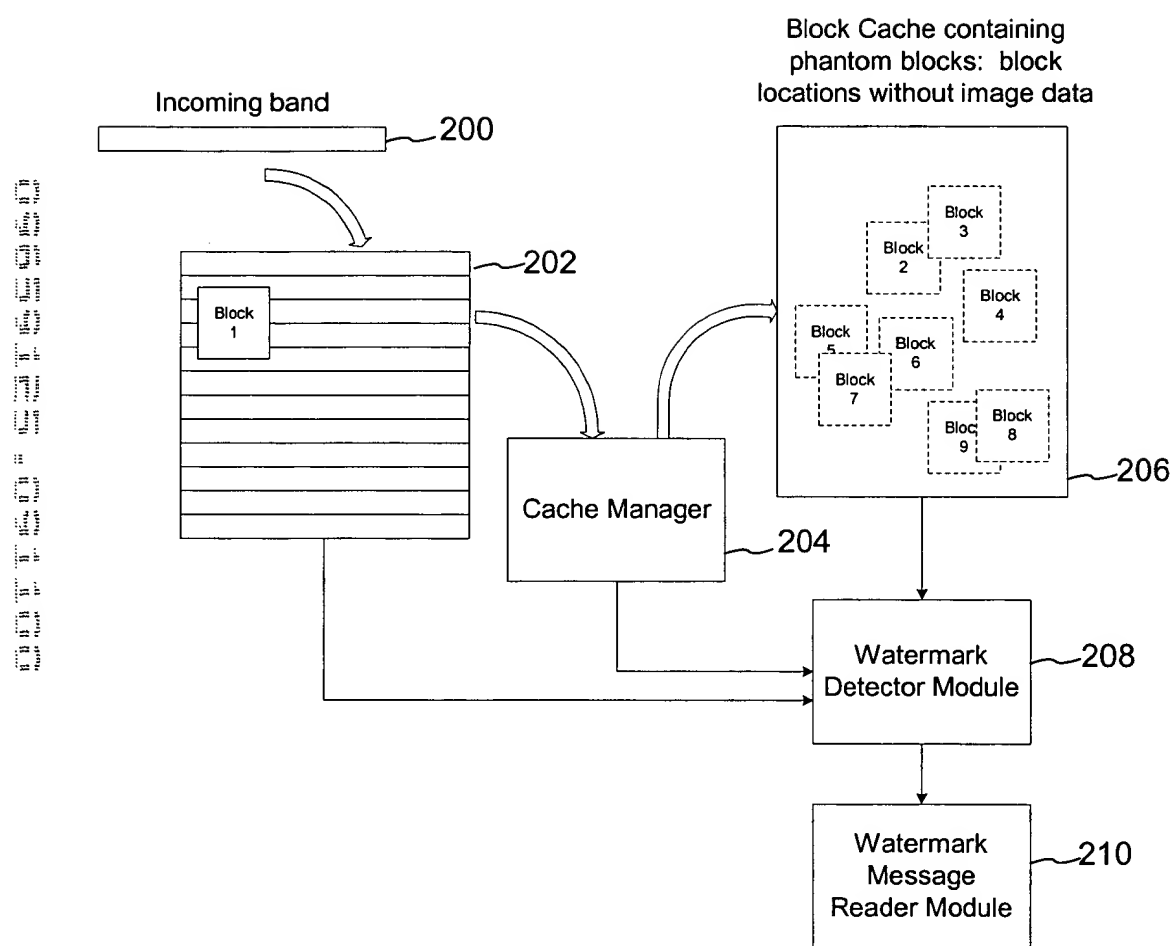 Block Cache containing
phantom blocks: block
locations without image data
Incoming band
200
202
Block
1
Block
3
Block
2
Block
4
Block
5
Block
6
Block
7
Block
9
Block
8
206
Cache Manager
204
Watermark
Detector Module
208
Watermark
Message
Reader Module
210